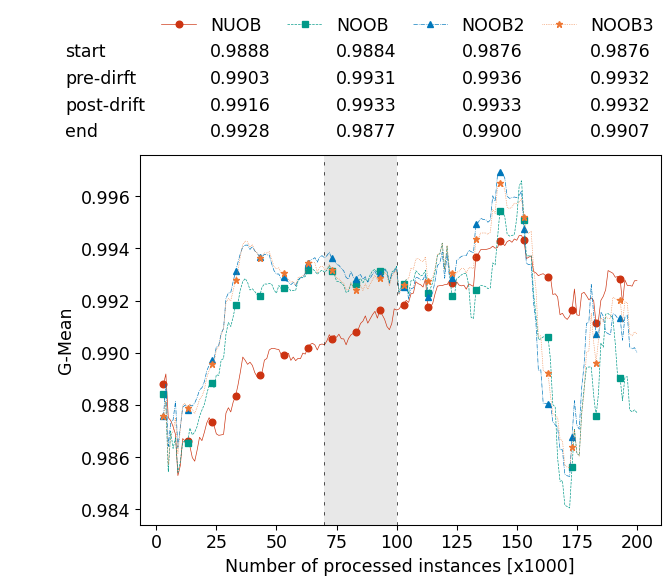 NUOB NOOB NOOB2 NOOB3
start 0.9888 0.9884 0.9876 0.9876
pre-dirft 0.9903 0.9931 0.9936 0.9932
post-drift 0.9916 0.9933 0.9933 0.9932
end 0.9928 0.9877 0.9900 0.9907
0.996
0.994
0.992
0.990
0.988
0.986
0.984
G-Mean
0 25 50 75 100 125 150 175 200
Number of processed instances [x1000]